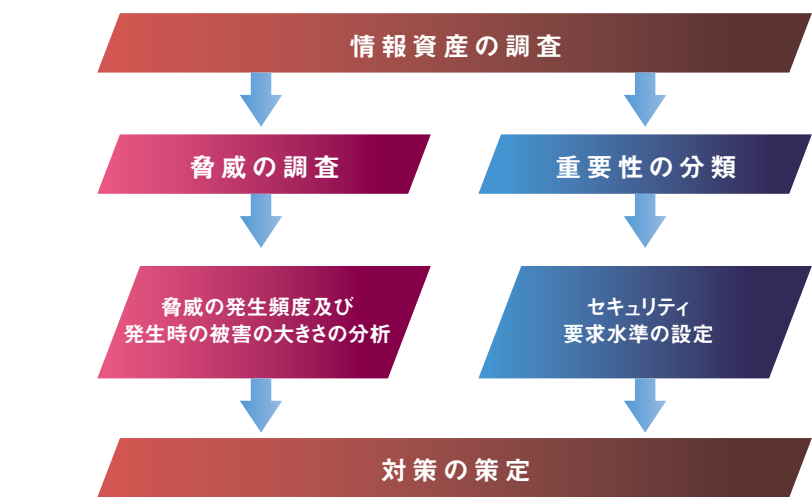 情報資産の調査
脅威の調査
重要性の分類
脅威の発生頻度及び
発生時の被害の大きさの分析
セキュリティ
要求水準の設定
対策の策定